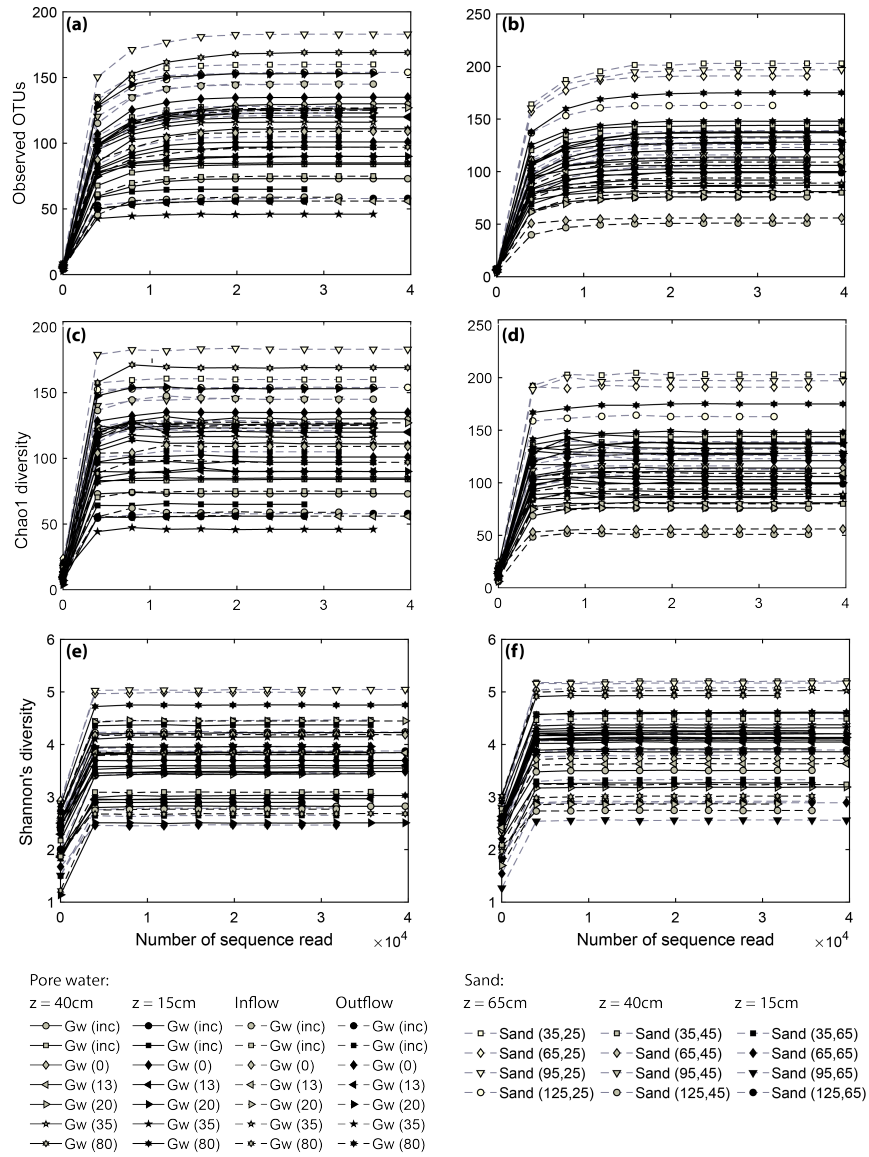 (a)
200
150
100
50
0
0
1
2
3
4
Observed OTUs
(b)
250
200
150
100
50
0
0
1
2
3
4
(c)
200
150
100
50
0
0
1
2
3
4
Chao1 diversity
(d)
250
200
150
100
50
0
0
1
2
3
4
(e)
6
5
4
3
2
1
0
1
2
3
4
Shannon's diversity
Number of sequence read
×10⁴
(f)
6
5
4
3
2
1
0
1
2
3
4
Number of sequence read
×10⁴
Pore water:
z = 40cm z = 15cm Inflow Outflow
Gw (inc) Gw (inc) Gw (inc) Gw (inc)
Gw (inc) Gw (inc) Gw (inc) Gw (inc)
Gw (0) Gw (0) Gw (0) Gw (0)
Gw (13) Gw (13) Gw (13) Gw (13)
Gw (20) Gw (20) Gw (20) Gw (20)
Gw (35) Gw (35) Gw (35) Gw (35)
Gw (80) Gw (80) Gw (80) Gw (80)
Sand:
z = 65cm z = 40cm z = 15cm
Sand (35,25) Sand (35,45) Sand (35,65)
Sand (65,25) Sand (65,45) Sand (65,65)
Sand (95,25) Sand (95,45) Sand (95,65)
Sand (125,25) Sand (125,45) Sand (125,65)